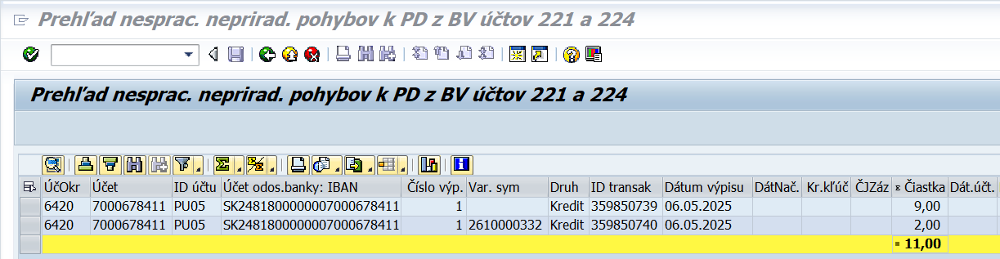 Prehľad nesprac. neprirad. pohybov k PD z BV účtov 221 a 224
Prehľad nesprac. neprirad. pohybov k PD z BV účtov 221 a 224
ÚčOkr Účet ID účtu Účet odos.banky: IBAN Číslo výp. Var. sym Druh ID transak Dátum výpisu DátNač. Kr.kľúč ČJZáz Σ Čiastka Dát.účt.
6420 7000678411 PU05 SK2481800000007000678411 1 Kredit 359850739 06.05.2025 9,00
6420 7000678411 PU05 SK2481800000007000678411 1 2610000332 Kredit 359850740 06.05.2025 2,00
11,00